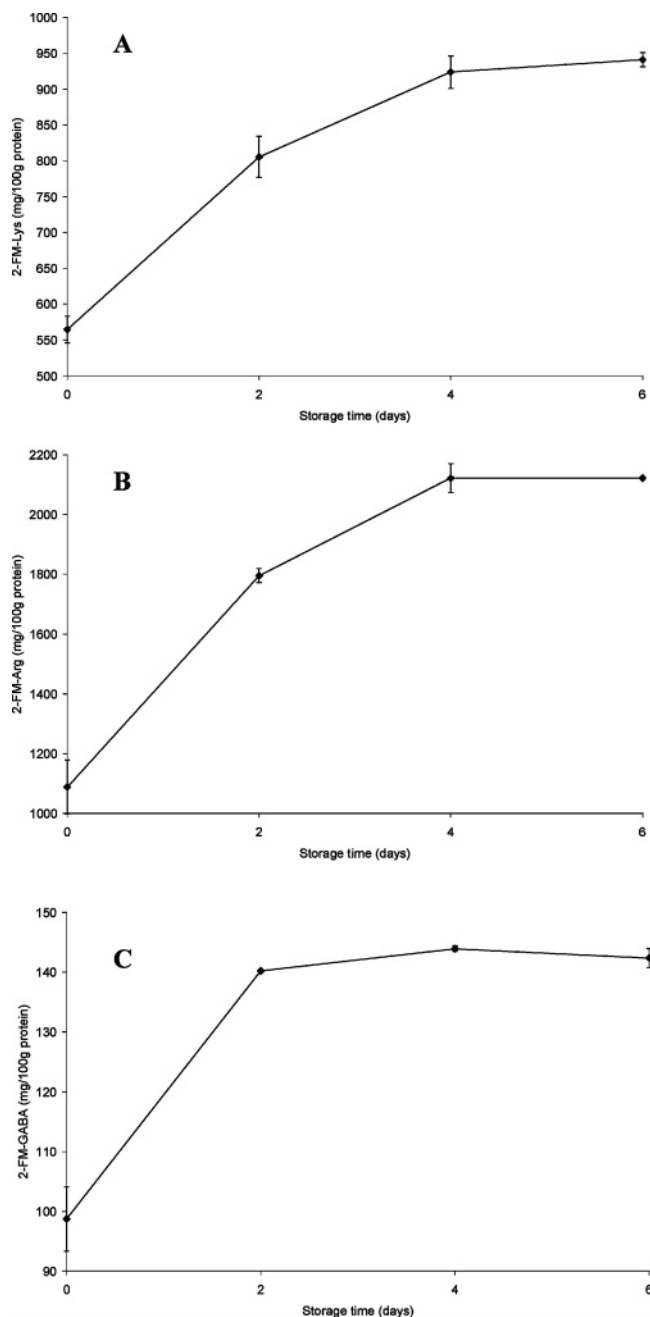 A
1000
950
900
850
800
750
700
650
600
550
500
2-FM-Lys (mg/100g protein)
0 2 4 6
Storage time (days)
B
2200
2000
1800
1600
1400
1200
1000
2-FM-Arg (mg/100g protein)
0 2 4 6
Storage time (days)
C
150
140
130
120
110
100
90
2-FM-GABA (mg/100g protein)
0 2 4 6
Storage time (days)